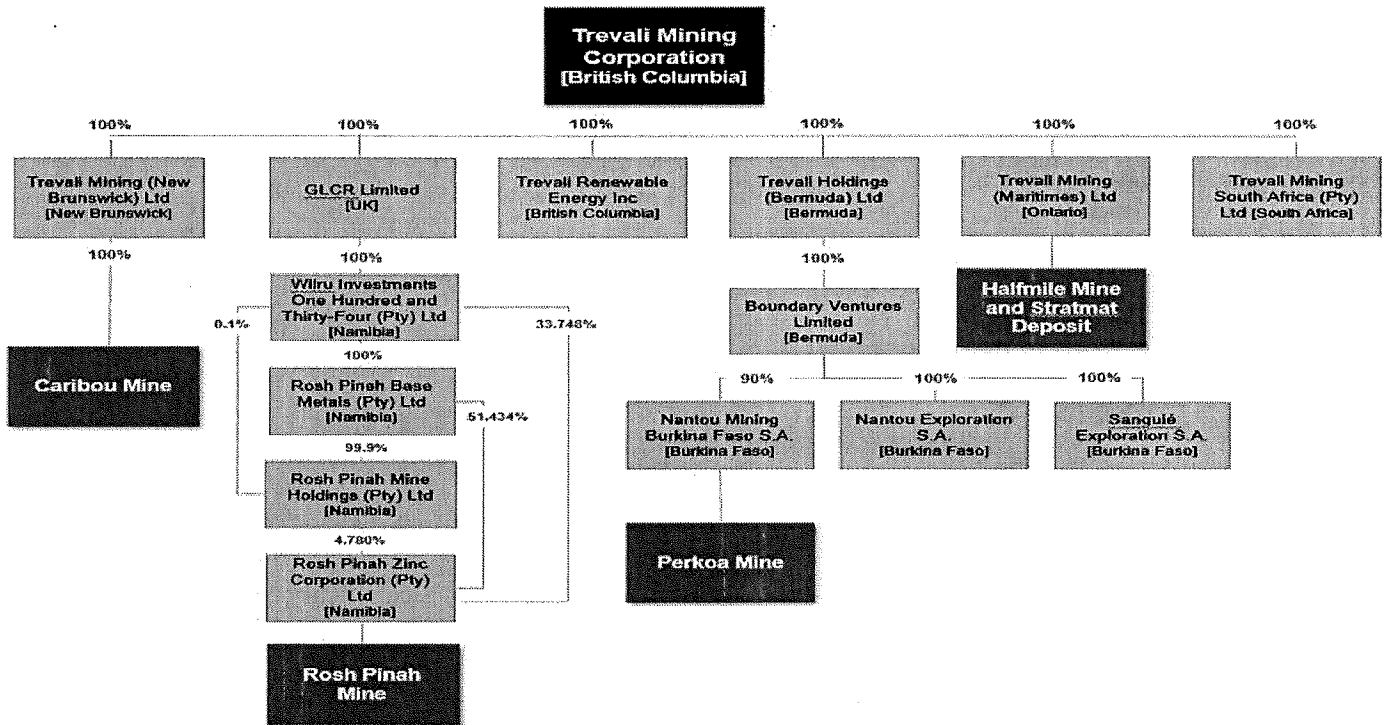 Trevali Mining
Corporation
[British Columbia]
100%
100%
100%
100%
100%
100%
Trevali Mining (New
Brunswick) Ltd
[New Brunswick]
GLCR Limited
[UK]
Trevali Renewable
Energy Inc
[British Columbia]
Trevali Holdings
(Bermuda) Ltd
[Bermuda]
Trevali Mining
(Maritimes) Ltd
[Ontario]
Trevali Mining
South Africa (Pty)
Ltd [South Africa]
100%
100%
100%
Wilru Investments
One Hundred and
Thirty-Four (Pty) Ltd
[Namibia]
Boundary Ventures
Limited
[Bermuda]
Halfmile Mine
and Stratmat
Deposit
0.1%
33.748%
Caribou Mine
100%
Rosh Pinah Base
Metals (Pty) Ltd
[Namibia]
51.434%
90%
100%
100%
Nantou Mining
Burkina Faso S.A.
[Burkina Faso]
Nantou Exploration
S.A.
[Burkina Faso]
Sanguié
Exploration S.A.
[Burkina Faso]
99.9%
Rosh Pinah Mine
Holdings (Pty) Ltd
[Namibia]
4.780%
Rosh Pinah Zinc
Corporation (Pty)
Ltd
[Namibia]
Perkoa Mine
Rosh Pinah
Mine